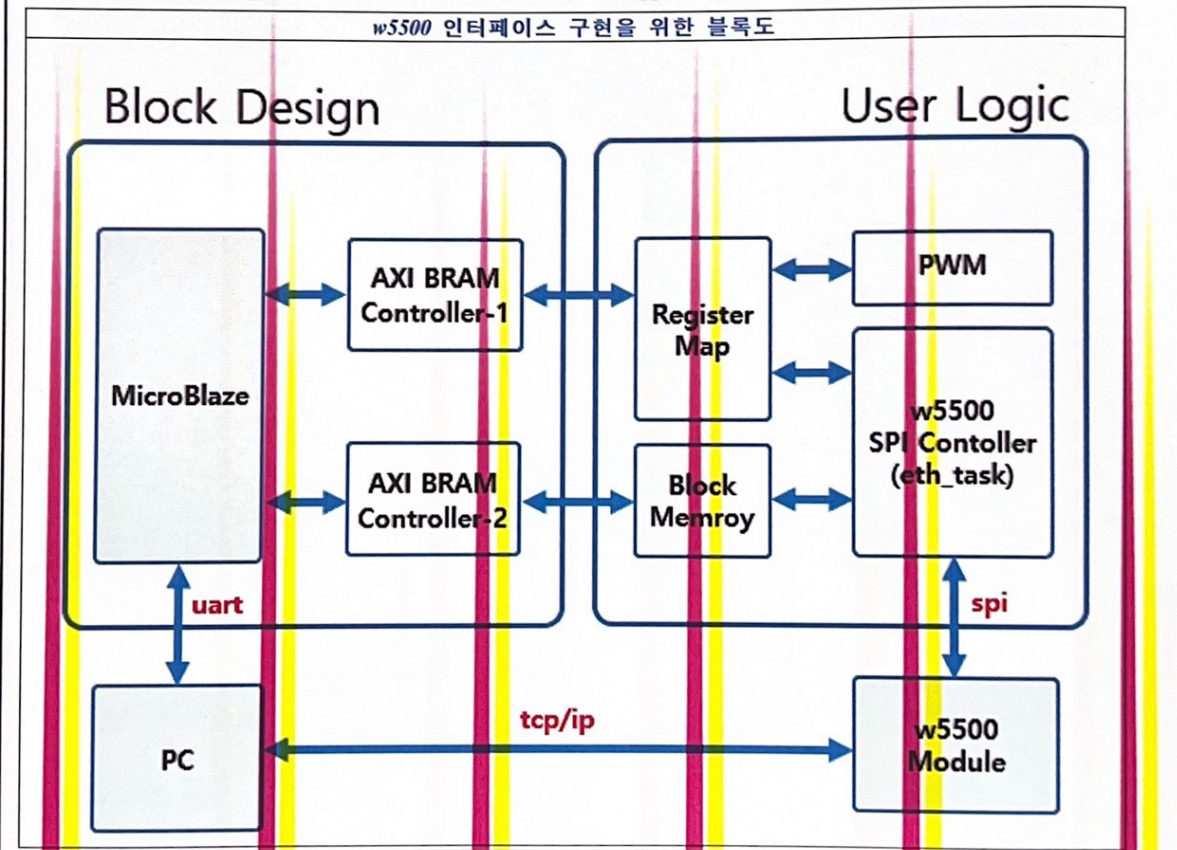 w5500 인터페이스 구현을 위한 블록도
Block Design
User Logic
MicroBlaze
AXI BRAM
Controller-1
AXI BRAM
Controller-2
Register
Map
Block
Memroy
PWM
w5500
SPI Contoller
(eth_task)
uart
spi
PC
tcp/ip
w5500
Module